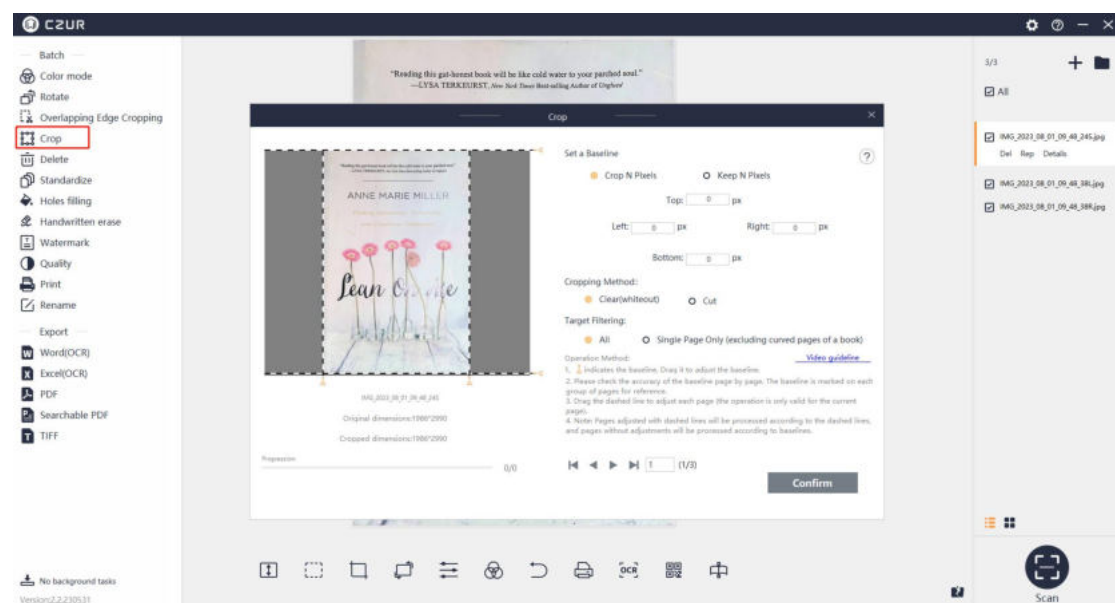 CZUR
Batch
Color mode
Rotate
Overlapping Edge Cropping
Crop
Delete
Standardize
Holes filling
Handwritten erase
Watermark
Quality
Print
Rename
Export
Word(OCR)
Excel(OCR)
PDF
Searchable PDF
TIFF
No background tasks
Version:2.2.230531
"Reading this gut-honest book will be like cold water to your parched soul."
—LYSA TERKEURST, New York Times Best-selling Author of Unglued
Crop
ANNE MARIE MILLER
Lean
IMG_2023_08_01_09_48_24S
Original dimensions:1986*2990
Cropped dimensions:1986*2990
Progression:
0/0
Set a Baseline
?
Crop N Pixels
Keep N Pixels
Top: 0 px
Left: 0 px
Right: 0 px
Bottom: 0 px
Cropping Method:
Clear(whiteout)
Cut
Target Filtering:
All
Single Page Only (excluding curved pages of a book)
Operation Method:
Video guideline
1. indicates the baseline. Drag it to adjust the baseline.
2. Please check the accuracy of the baseline page by page. The baseline is marked on each
group of pages for reference.
3. Drag the dashed line to adjust each page (the operation is only valid for the current
page).
4. Note: Pages adjusted with dashed lines will be processed according to the dashed lines,
and pages without adjustments will be processed according to baselines.
1 (1/3)
Confirm
OCR
3/3
All
IMG_2023_08_01_09_48_24S.jpg
Del Rep Details
IMG_2023_08_01_09_48_38L.jpg
IMG_2023_08_01_09_48_38R.jpg
Scan